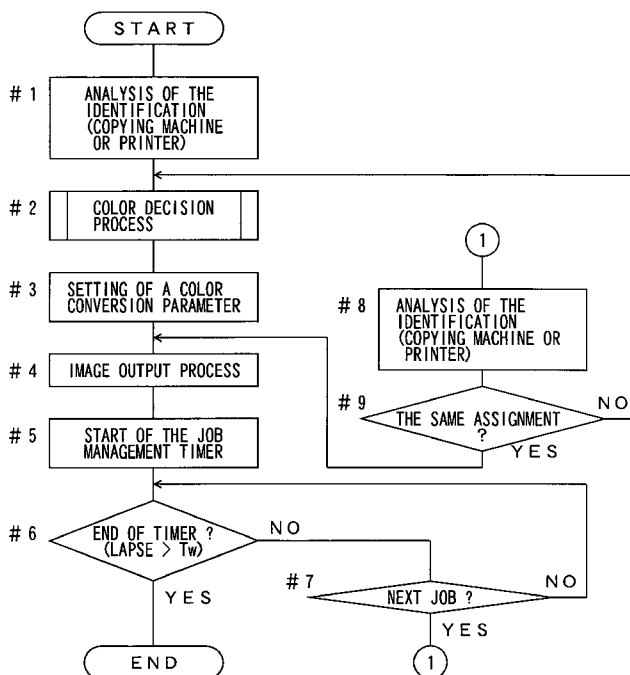 START
#1
ANALYSIS OF THE
IDENTIFICATION
(COPYING MACHINE
OR PRINTER)
#2
COLOR DECISION
PROCESS
#3
SETTING OF A COLOR
CONVERSION PARAMETER
#4
IMAGE OUTPUT PROCESS
#5
START OF THE JOB
MANAGEMENT TIMER
#6
END OF TIMER ?
(LAPSE > Tw)
NO
YES
END
#7
NEXT JOB ?
NO
YES
1
1
#8
ANALYSIS OF THE
IDENTIFICATION
(COPYING MACHINE OR
PRINTER)
#9
THE SAME ASSIGNMENT
?
NO
YES